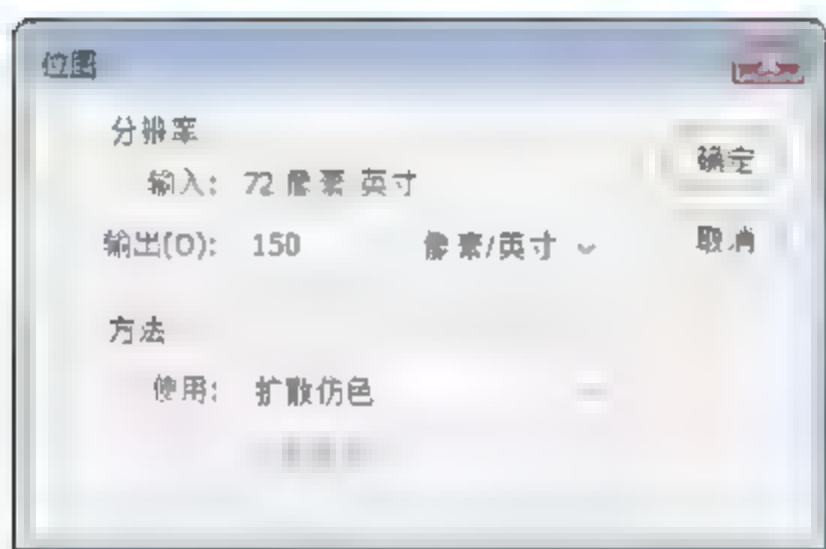 位图
分辨率
输入: 72 像素 英寸
确定
输出(O): 150 像素/英寸
取消
方法
使用: 扩散仿色